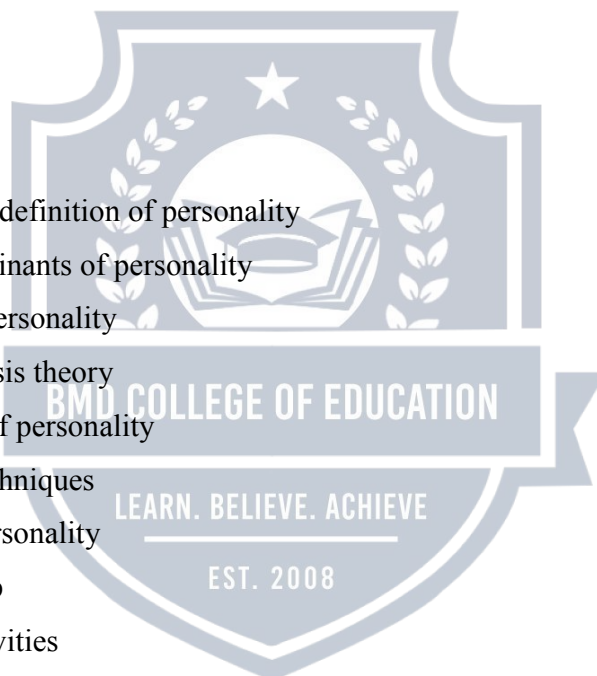 definition of personality
inants of personality
ersonality
sis theory
BMD COLLEGE OF EDUCATION
f personality
hniques
LEARN. BELIEVE. ACHIEVE
rsonality
EST. 2008
o
vities